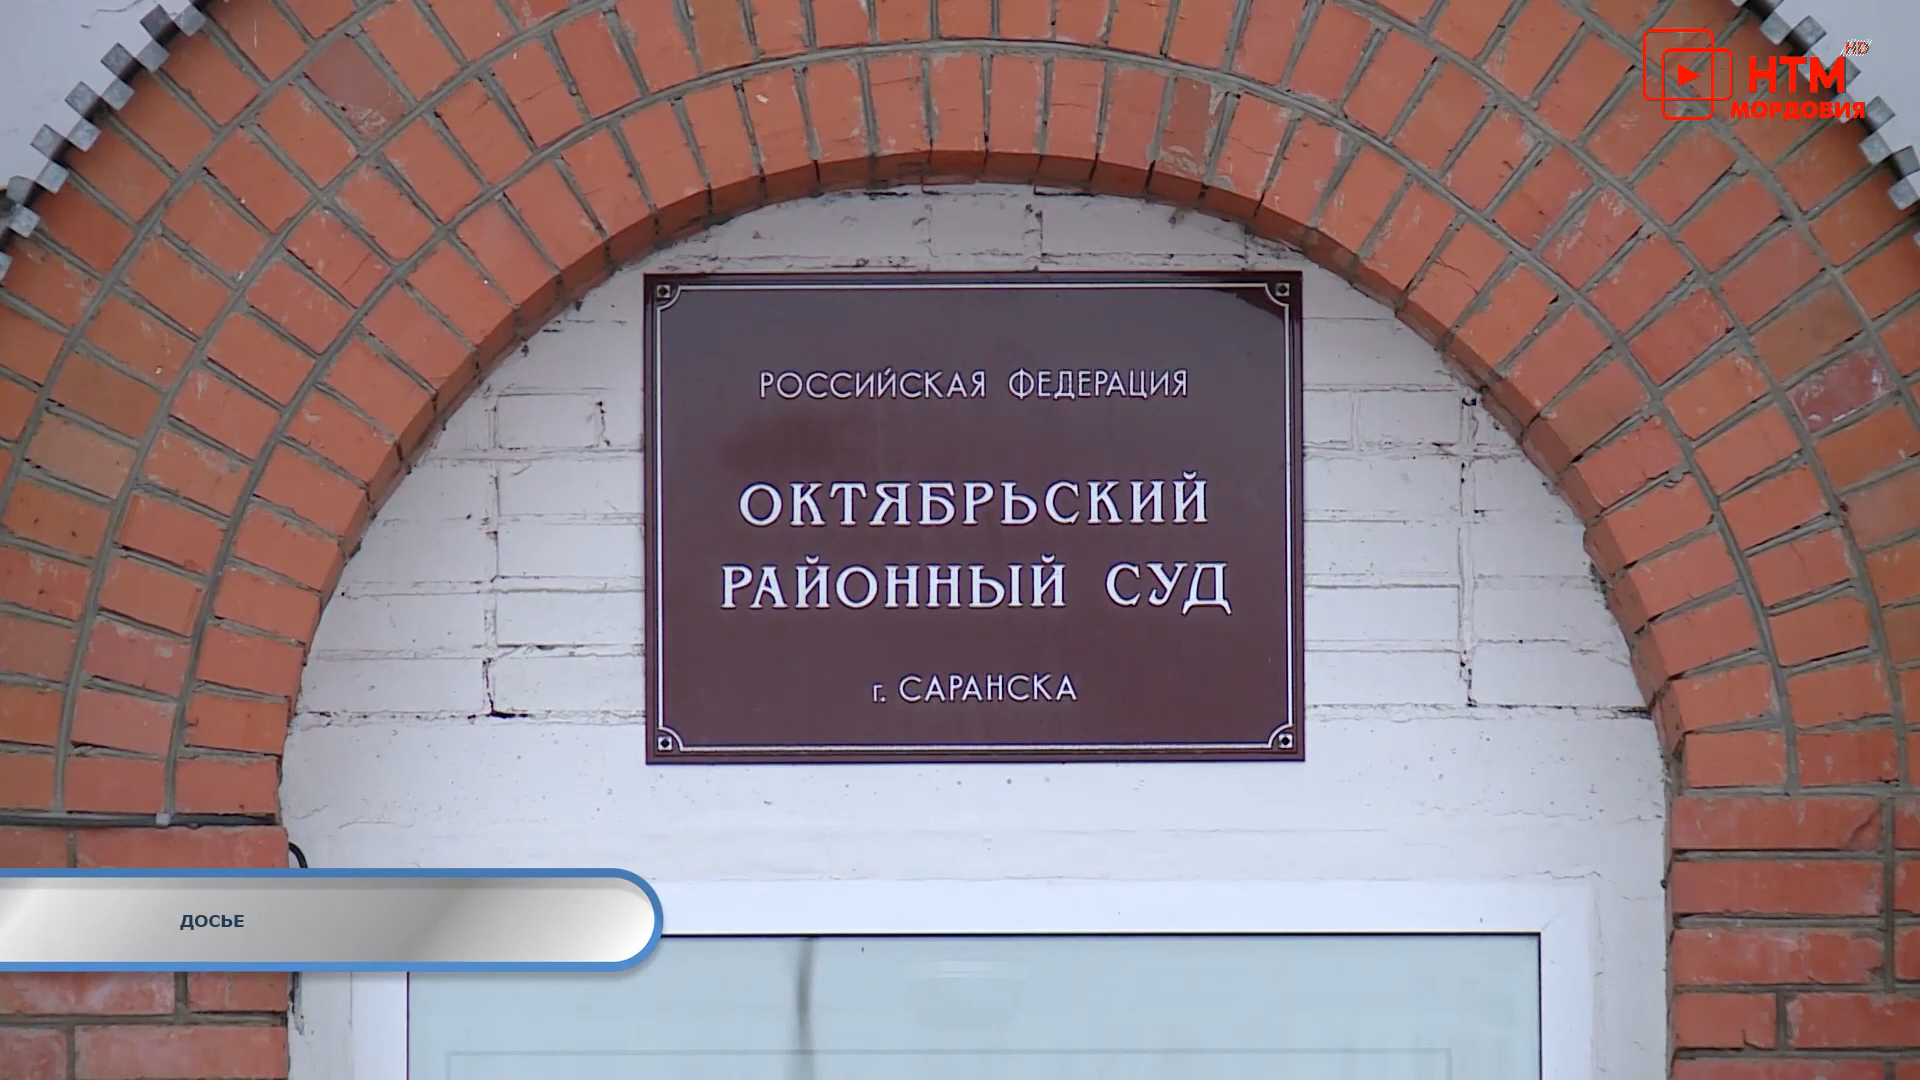 HD
НТМ
МОРДОВИЯ
РОССИЙСКАЯ ФЕДЕРАЦИЯ
ОКТЯБРЬСКИЙ
РАЙОННЫЙ СУД
г. САРАНСКА
ДОСЬЕ